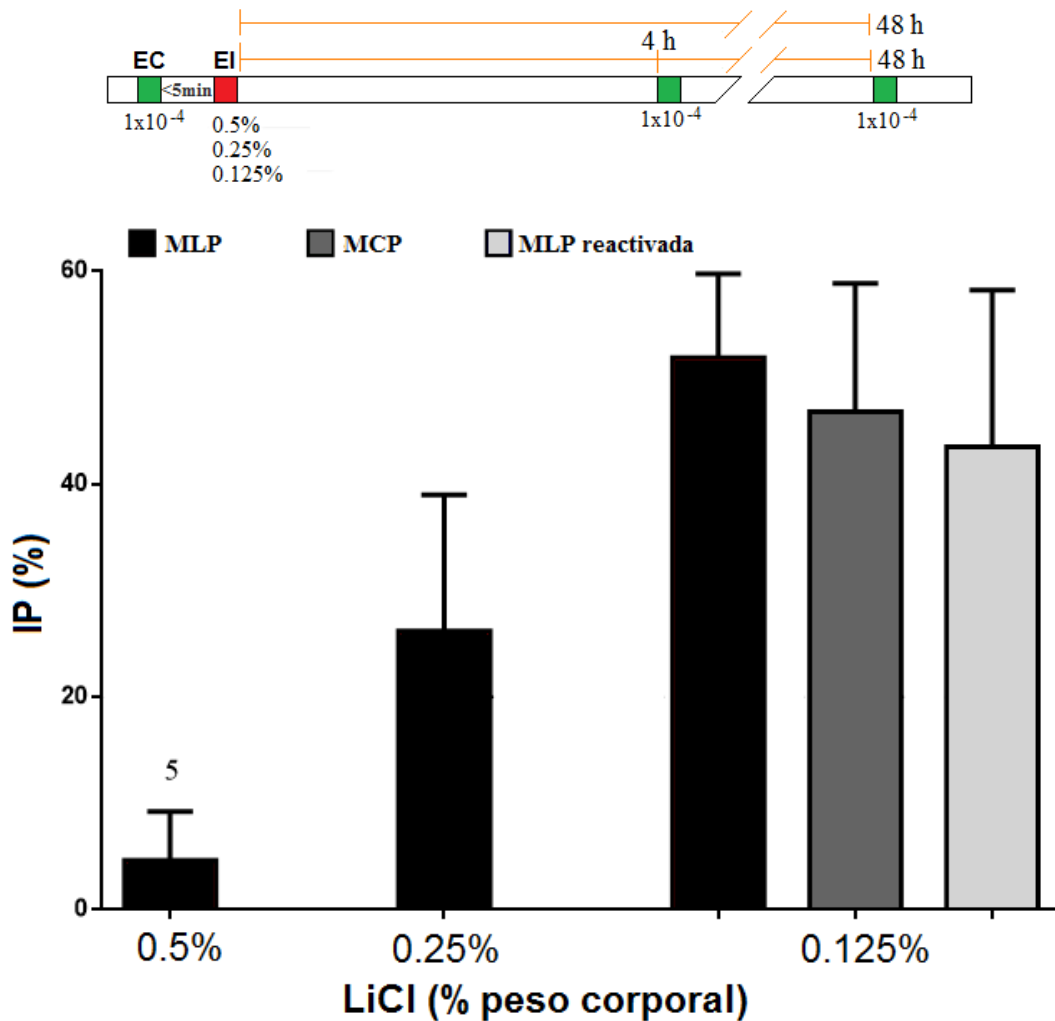 48 h
4 h
48 h
EC
EI
<5min
1x10-4
0.5%
0.25%
0.125%
1x10-4
1x10-4
MLP
MCP
MLP reactivada
60
40
20
0
5
IP (%)
0.5%
0.25%
0.125%
LiCl (% peso corporal)